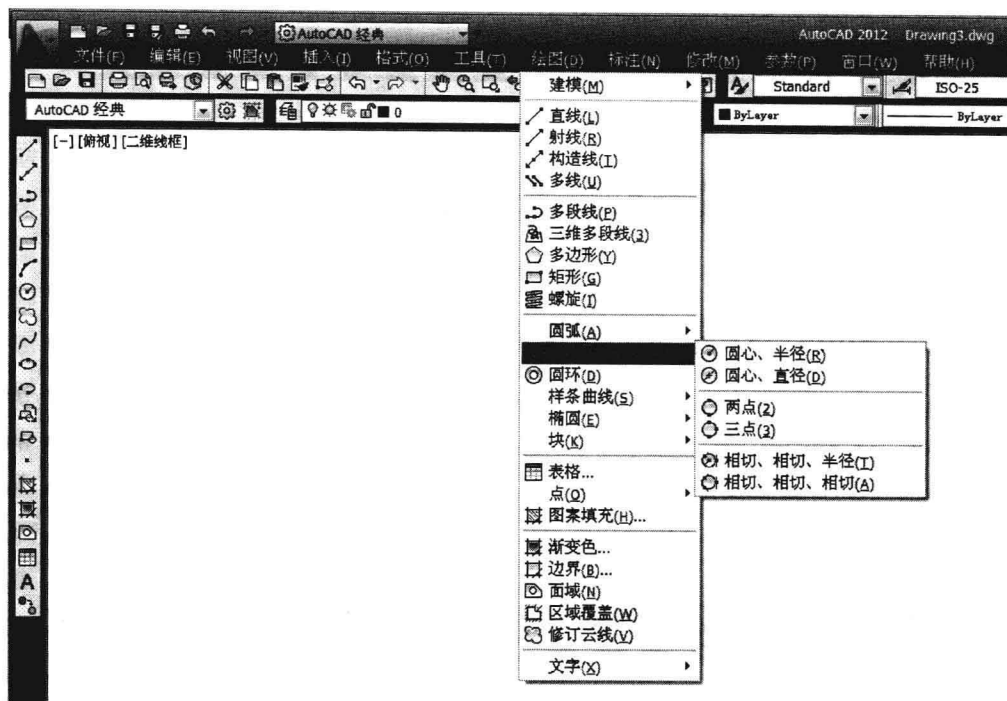 AutoCAD 经典
AutoCAD 2012 Drawing3.dwg
文件(F) 编辑(E) 视图(V) 插入(I) 格式(O) 工具(T) 绘图(D) 标注(N) 修改(M) 参数(P) 窗口(W) 帮助(H)
Standard ISO-25
AutoCAD 经典 0 ByLayer ByLayer
[-] [俯视] [二维线框]
建模(M)
直线(L)
射线(R)
构造线(T)
多线(U)
多段线(P)
三维多段线(3)
多边形(Y)
矩形(G)
螺旋(I)
圆弧(A)
圆环(D)
样条曲线(S)
椭圆(E)
块(K)
表格...
点(O)
图案填充(H)...
渐变色...
边界(B)...
面域(N)
区域覆盖(W)
修订云线(V)
文字(X)
圆心、半径(R)
圆心、直径(D)
两点(2)
三点(3)
相切、相切、半径(T)
相切、相切、相切(A)
A